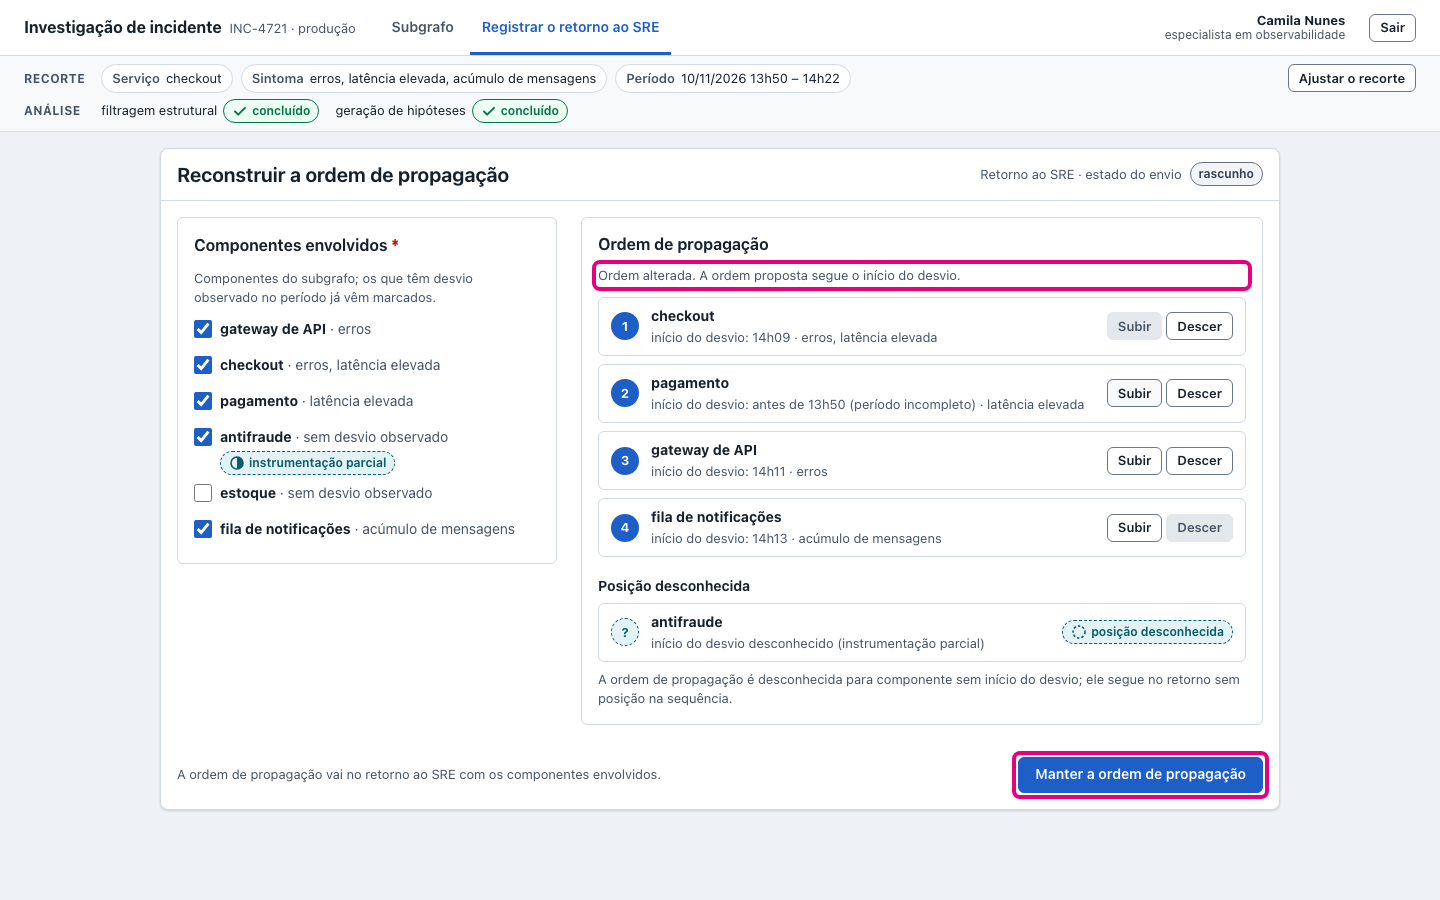 Investigação de incidente INC-4721 · produção
Subgrafo
Registrar o retorno ao SRE
Camila Nunes
especialista em observabilidade
Sair
RECORTE
Serviço checkout
Sintoma erros, latência elevada, acúmulo de mensagens
Período 10/11/2026 13h50 – 14h22
Ajustar o recorte
ANÁLISE
filtragem estrutural concluído
geração de hipóteses concluído
Reconstruir a ordem de propagação
Retorno ao SRE · estado do envio rascunho
Componentes envolvidos *
Componentes do subgrafo; os que têm desvio
observado no período já vêm marcados.
gateway de API · erros
checkout · erros, latência elevada
pagamento · latência elevada
antifraude · sem desvio observado
instrumentação parcial
estoque · sem desvio observado
fila de notificações · acúmulo de mensagens
Ordem de propagação
Ordem alterada. A ordem proposta segue o início do desvio.
1
checkout
início do desvio: 14h09 · erros, latência elevada
Subir
Descer
2
pagamento
início do desvio: antes de 13h50 (período incompleto) · latência elevada
Subir
Descer
3
gateway de API
início do desvio: 14h11 · erros
Subir
Descer
4
fila de notificações
início do desvio: 14h13 · acúmulo de mensagens
Subir
Descer
Posição desconhecida
?
antifraude
início do desvio desconhecido (instrumentação parcial)
posição desconhecida
A ordem de propagação é desconhecida para componente sem início do desvio; ele segue no retorno sem
posição na sequência.
A ordem de propagação vai no retorno ao SRE com os componentes envolvidos.
Manter a ordem de propagação